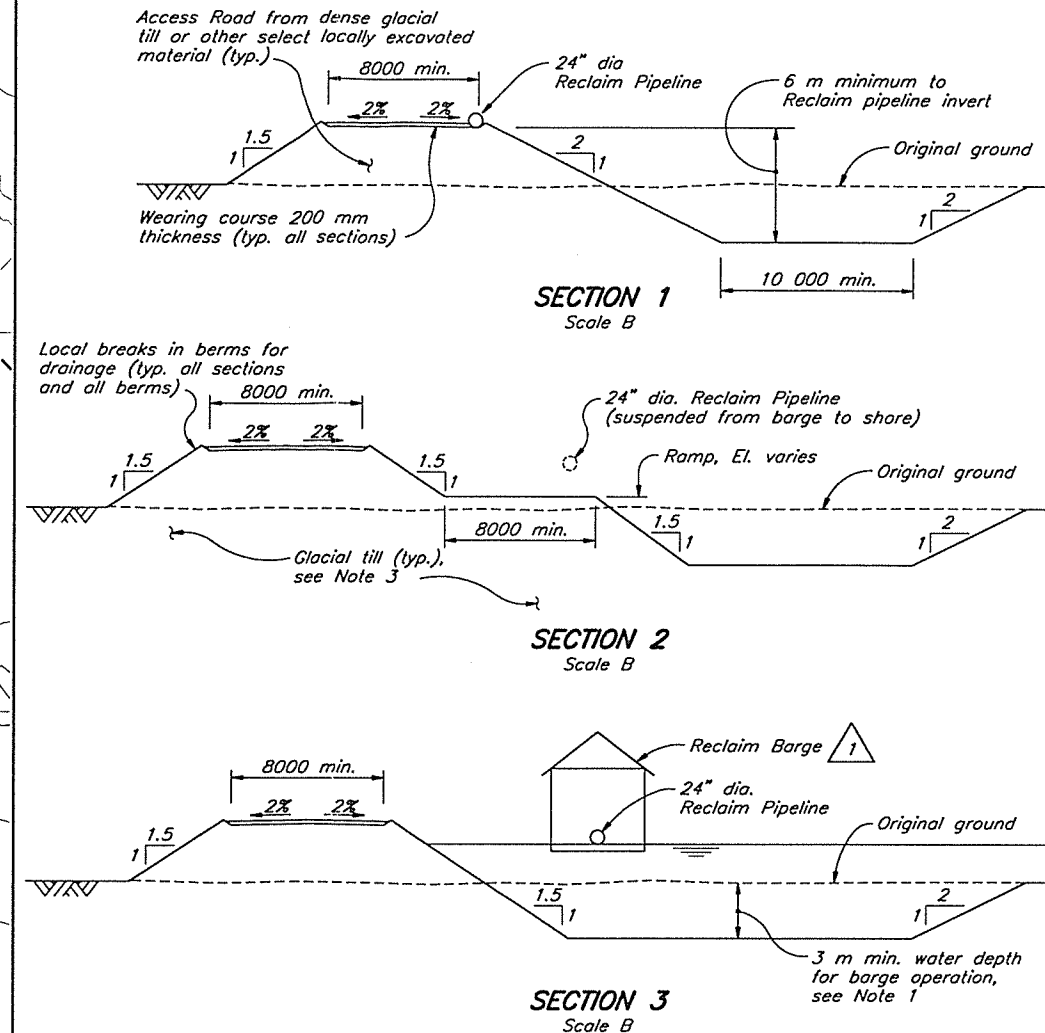 Access Road from dense glacial
till or other select locally excavated
material (typ.)
8000 min.
24" dia
Reclaim Pipeline
6 m minimum to
Reclaim pipeline invert
2% 2%
1.5
1
2
1
Original ground
2
1
Wearing course 200 mm
thickness (typ. all sections)
10 000 min.
SECTION 1
Scale B
Local breaks in berms for
drainage (typ. all sections
and all berms)
8000 min.
24" dia. Reclaim Pipeline
(suspended from barge to shore)
2% 2%
Ramp, El. varies
1.5
1
1.5
1
Original ground
8000 min.
1.5
1
2
1
Glacial till (typ.),
see Note 3
SECTION 2
Scale B
Reclaim Barge 1
8000 min.
24" dia.
Reclaim Pipeline
2% 2%
Original ground
1.5
1
1.5
1
2
1
3 m min. water depth
for barge operation,
see Note 1
SECTION 3
Scale B